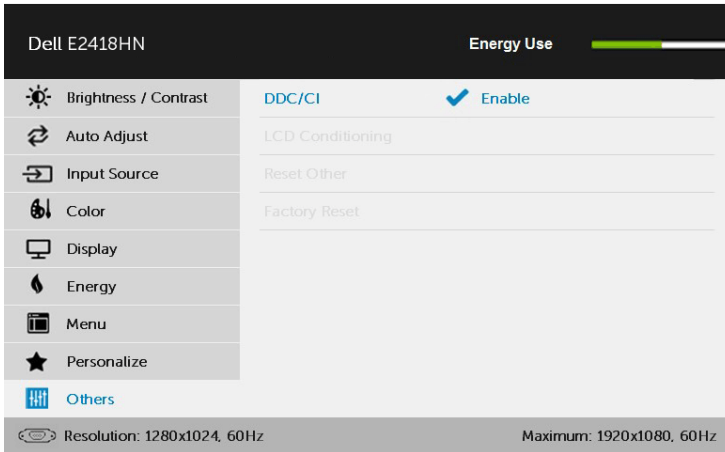 Dell E2418HN Energy Use
Brightness / Contrast DDC/CI Enable
Auto Adjust LCD Conditioning
Input Source Reset Other
Color Factory Reset
Display
Energy
Menu
Personalize
Others
Resolution: 1280x1024, 60Hz Maximum: 1920x1080, 60Hz